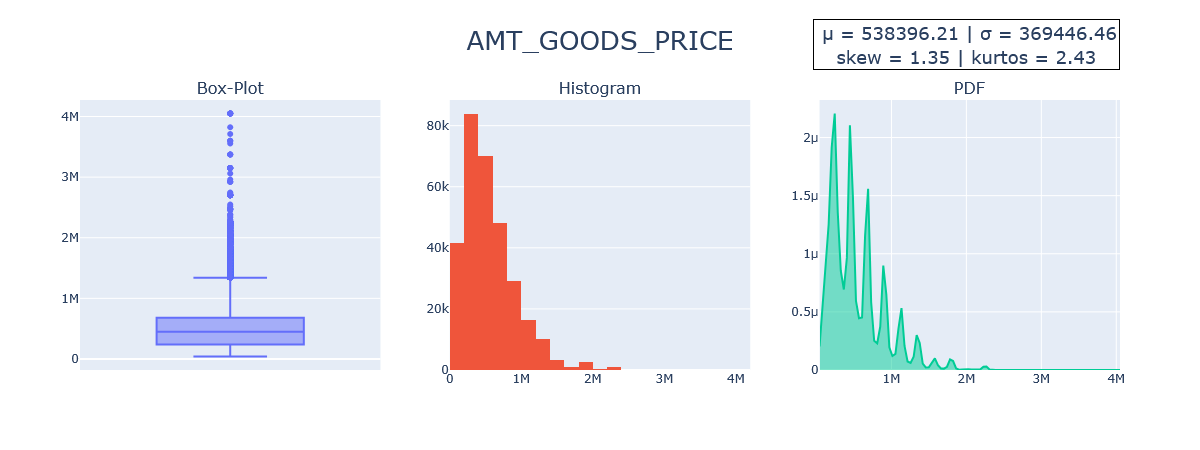 AMT_GOODS_PRICE
μ = 538396.21 | σ = 369446.46
skew = 1.35 | kurtos = 2.43
Box-Plot
4M
3M
2M
1M
0
Histogram
80k
60k
40k
20k
0
0 1M 2M 3M 4M
PDF
2μ
1.5μ
1μ
0.5μ
0
1M 2M 3M 4M